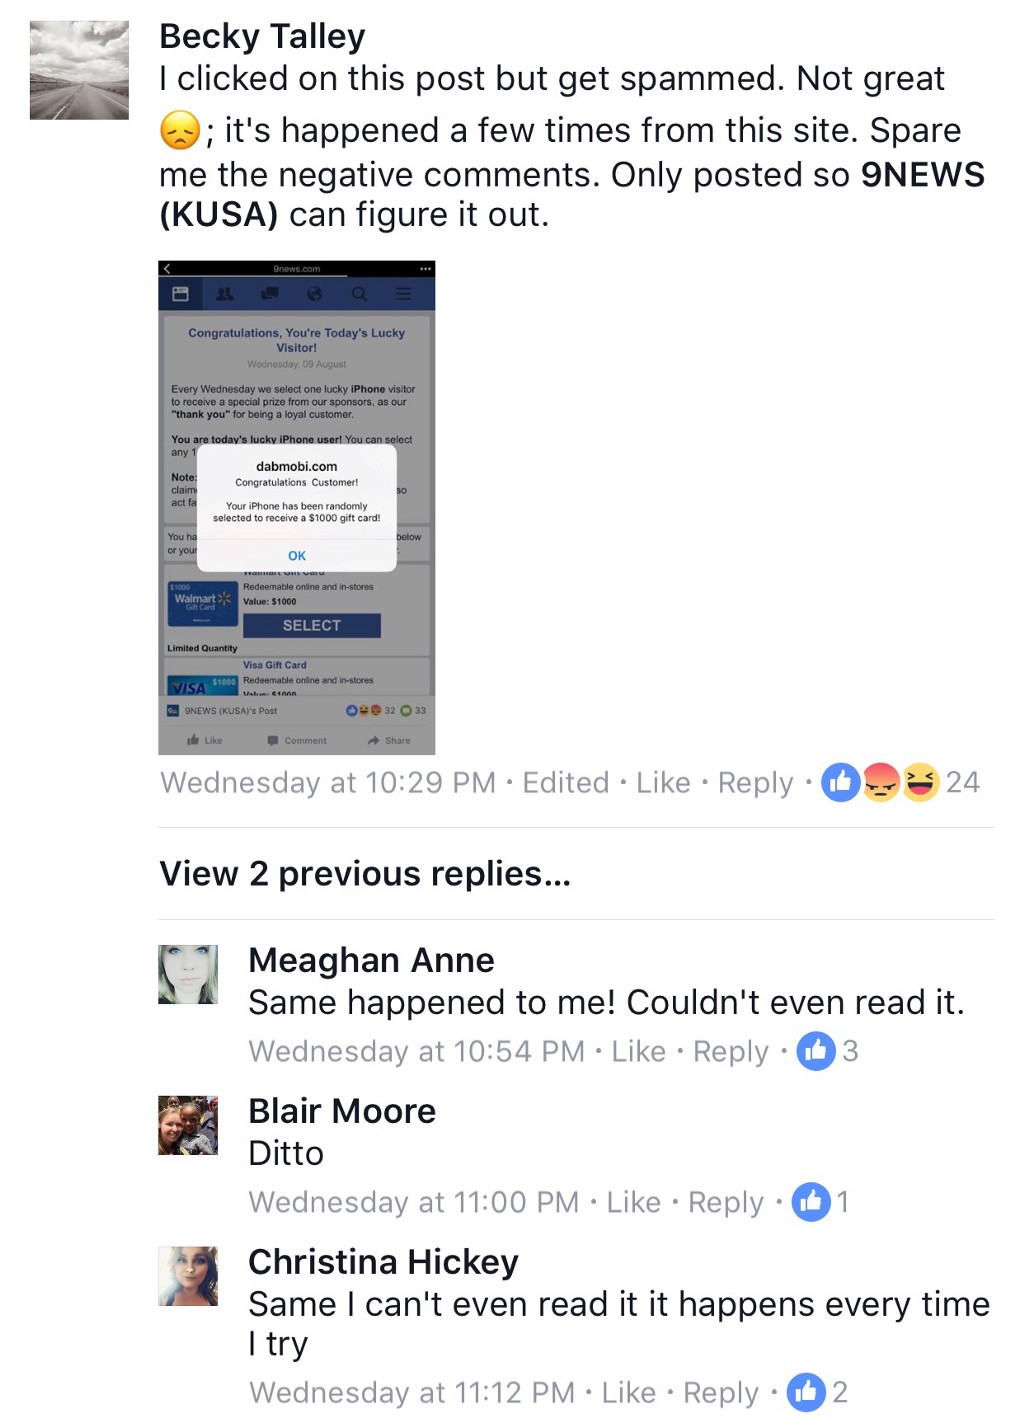 Becky Talley
I clicked on this post but get spammed. Not great
😞; it's happened a few times from this site. Spare
me the negative comments. Only posted so 9NEWS
(KUSA) can figure it out.
9news.com
Congratulations, You're Today's Lucky
Visitor!
Wednesday, 09 August
Every Wednesday we select one lucky iPhone visitor
to receive a special prize from our sponsors, as our
"thank you" for being a loyal customer.
You are today's lucky iPhone user! You can select
any 1
Note:
claim so
act fa
dabmobi.com
Congratulations Customer!
Your iPhone has been randomly
selected to receive a $1000 gift card!
OK
You ha below
or your
Walmart Gift Card
$1000
Walmart
Gift Card
Redeemable online and in-stores
Value: $1000
SELECT
Limited Quantity
Visa Gift Card
$1000
VISA
Redeemable online and in-stores
Value: $1000
9NEWS (KUSA)'s Post 32 33
Like Comment Share
Wednesday at 10:29 PM · Edited · Like · Reply · 24
View 2 previous replies...
Meaghan Anne
Same happened to me! Couldn't even read it.
Wednesday at 10:54 PM · Like · Reply · 3
Blair Moore
Ditto
Wednesday at 11:00 PM · Like · Reply · 1
Christina Hickey
Same I can't even read it it happens every time
I try
Wednesday at 11:12 PM · Like · Reply · 2